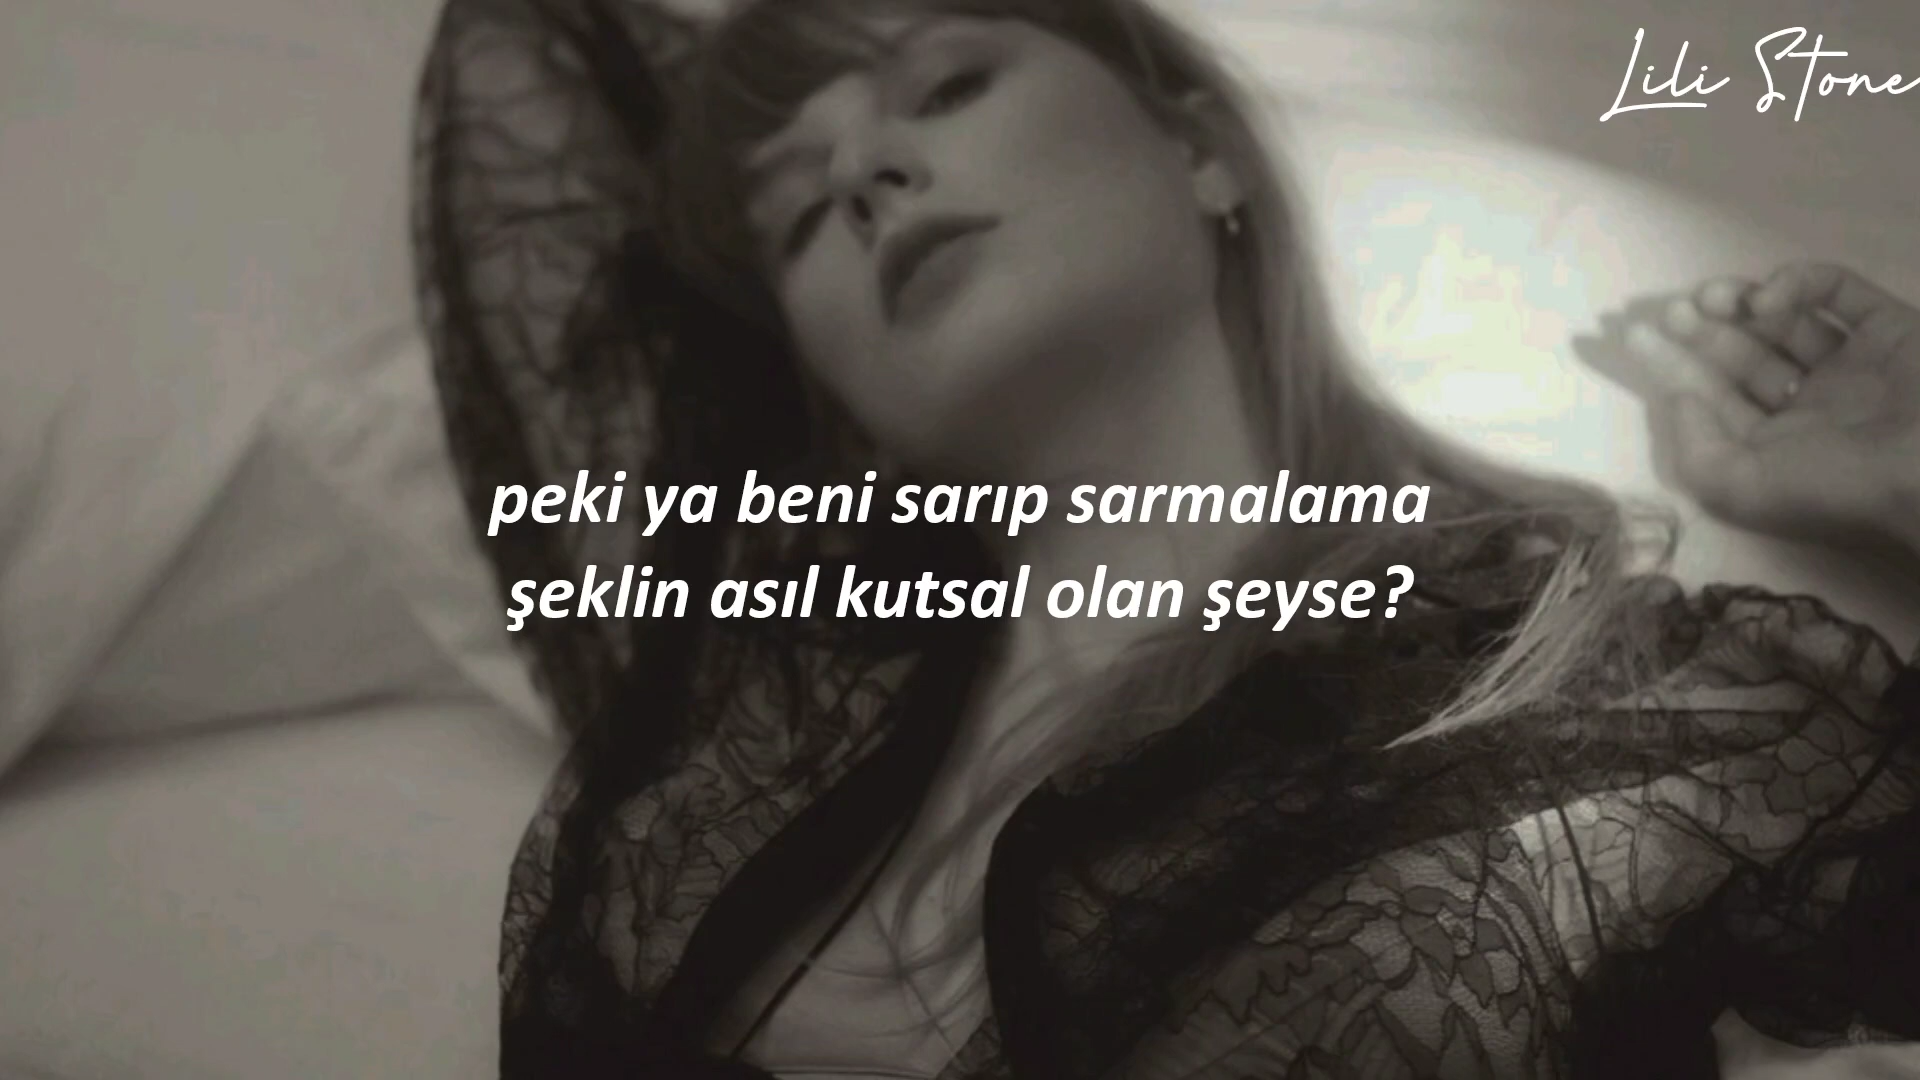 Lili Stone
peki ya beni sarıp sarmalama
şeklin asıl kutsal olan şeyse?